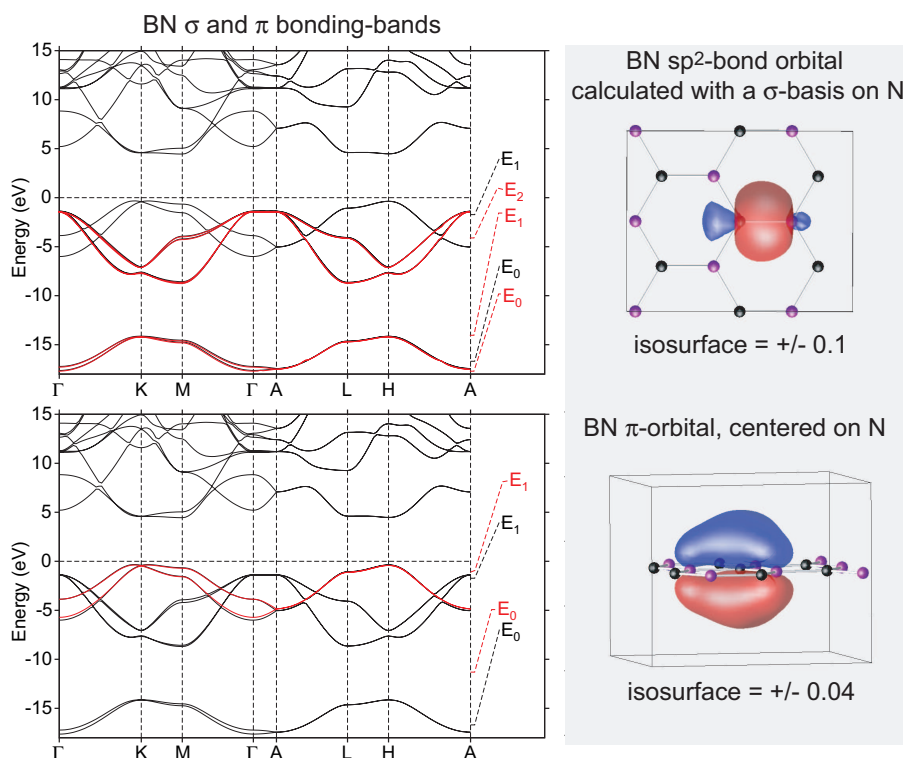 BN σ and π bonding-bands
15
10
5
0
-5
-10
-15
Energy (eV)
Γ K M Γ A L H A
E1
E2
E1
E0
E0
BN sp2-bond orbital
calculated with a σ-basis on N
isosurface = +/- 0.1
15
10
5
0
-5
-10
-15
Energy (eV)
Γ K M Γ A L H A
E1
E1
E0
E0
BN π-orbital, centered on N
isosurface = +/- 0.04